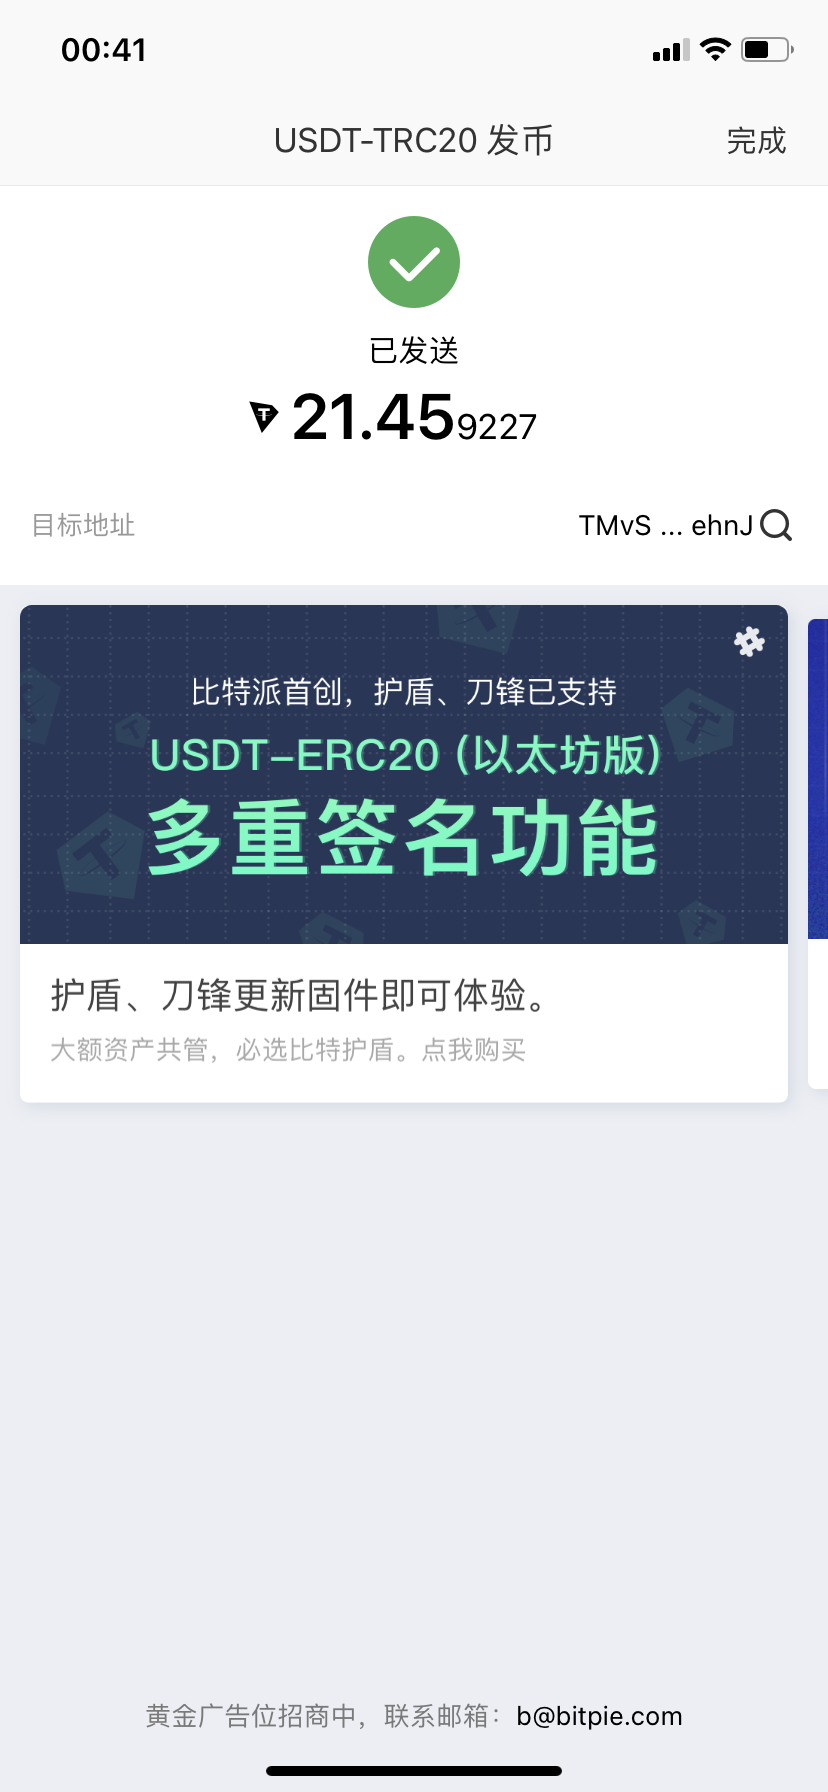 00:41
USDT-TRC20 发币
完成
已发送
21.459227
目标地址
TMvS ... ehnJ
比特派首创，护盾、刀锋已支持
USDT-ERC20 (以太坊版)
多重签名功能
护盾、刀锋更新固件即可体验。
大额资产共管，必选比特护盾。点我购买
黄金广告位招商中，联系邮箱：b@bitpie.com